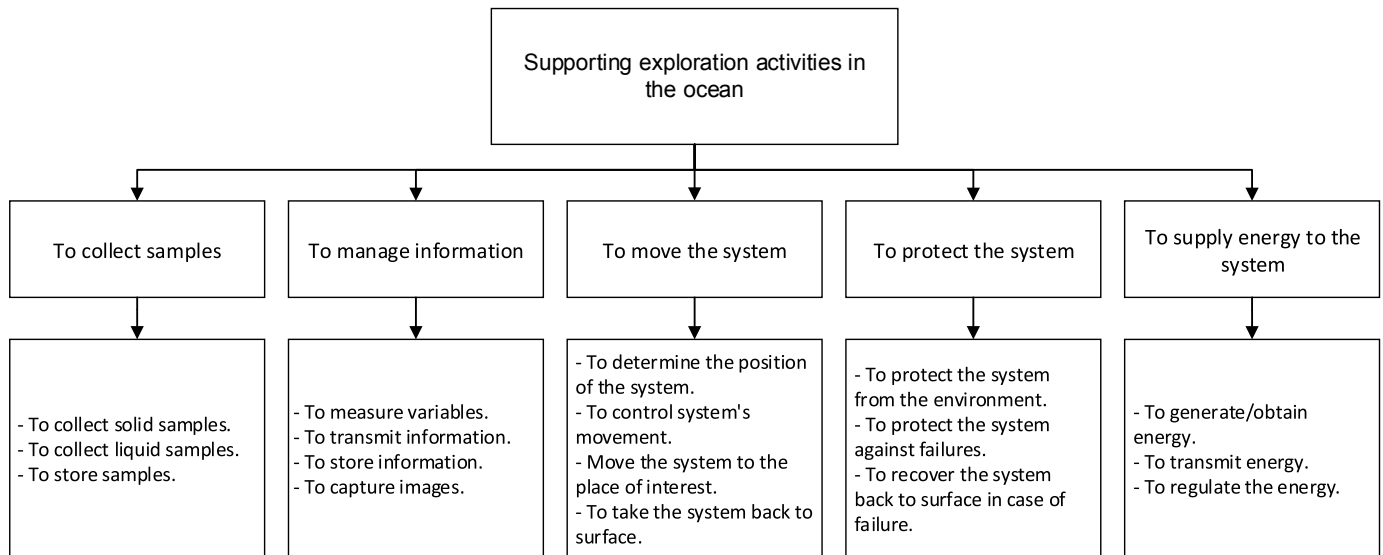 Supporting exploration activities in
the ocean
To collect samples
To manage information
To move the system
To protect the system
To supply energy to the
system
- To collect solid samples.
- To collect liquid samples.
- To store samples.
- To measure variables.
- To transmit information.
- To store information.
- To capture images.
- To determine the position
of the system.
- To control system's
movement.
- Move the system to the
place of interest.
- To take the system back to
surface.
- To protect the system
from the environment.
- To protect the system
against failures.
- To recover the system
back to surface in case of
failure.
- To generate/obtain
energy.
- To transmit energy.
- To regulate the energy.